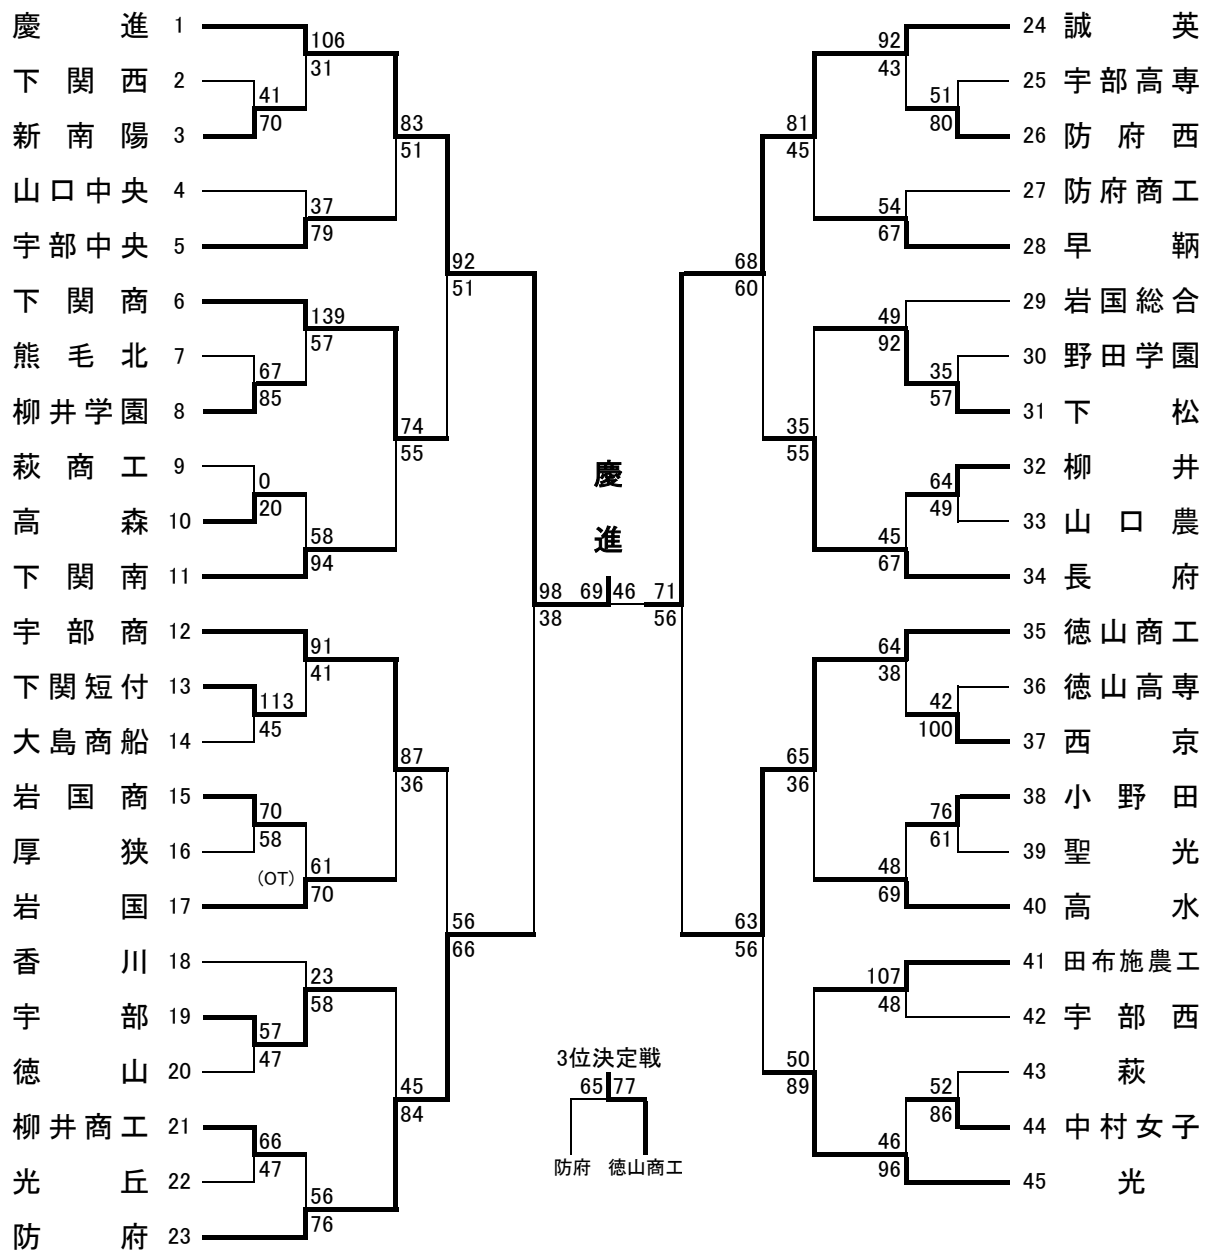 慶進 1
下関西 2
新南陽 3
山口中央 4
宇部中央 5
下関商 6
熊毛北 7
柳井学園 8
萩商工 9
高森 10
下関南 11
宇部商 12
下関短付 13
大島商船 14
岩国商 15
厚狭 16
岩国 17
香川 18
宇部 19
徳山 20
柳井商工 21
光丘 22
防府 23
106
31
41
70
83
51
37
79
92
51
139
57
67
85
74
55
0
20
58
94
98
38
91
41
113
45
87
36
70
58
(OT)
61
70
56
66
23
58
57
47
45
84
66
47
56
76
慶
進
69 46
3位決定戦
65 77
防府 徳山商工
92
43
51
80
81
45
54
67
68
60
49
92
35
57
35
55
64
49
45
67
71
56
64
38
42
100
65
36
76
61
48
69
63
56
107
48
50
89
52
86
46
96
24 誠英
25 宇部高専
26 防府西
27 防府商工
28 早鞆
29 岩国総合
30 野田学園
31 下松
32 柳井
33 山口農
34 長府
35 徳山商工
36 徳山高専
37 西京
38 小野田
39 聖光
40 高水
41 田布施農工
42 宇部西
43 萩
44 中村女子
45 光